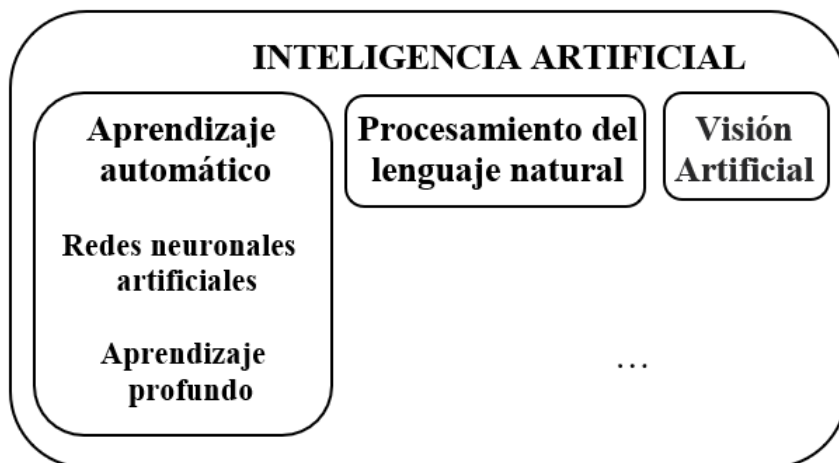 INTELIGENCIA ARTIFICIAL
Aprendizaje
automático
Redes neuronales
artificiales
Aprendizaje
profundo
Procesamiento del
lenguaje natural
Visión
Artificial
...